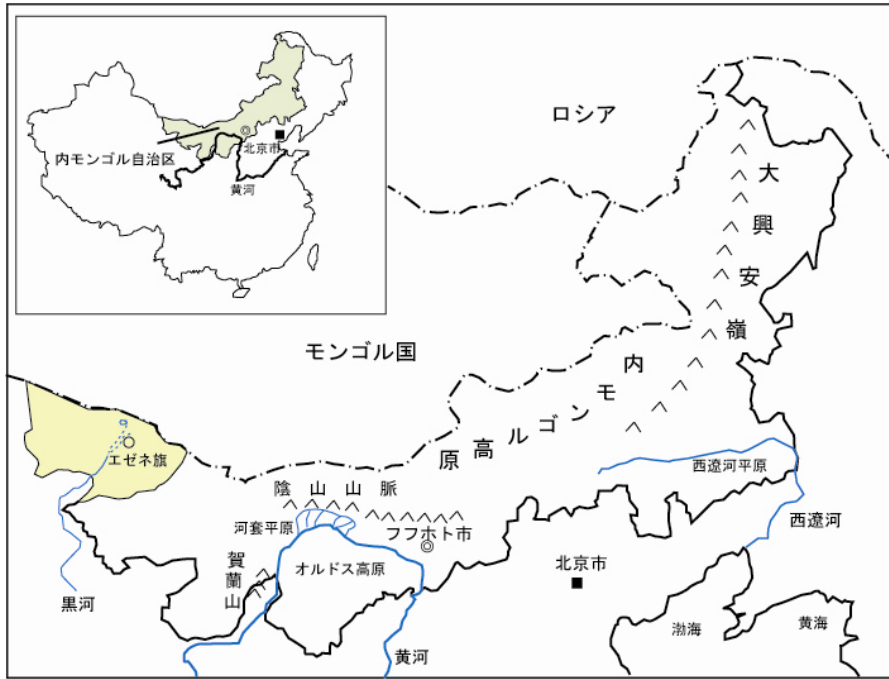 北京市
内モンゴル自治区
黄河
ロシア
大興安嶺
モンゴル国
内モンゴル高原
エゼネ旗
陰山山脈
西遼河平原
河套平原
フフホト市
西遼河
賀蘭山
オルドス高原
北京市
黒河
黄河
渤海
黄海